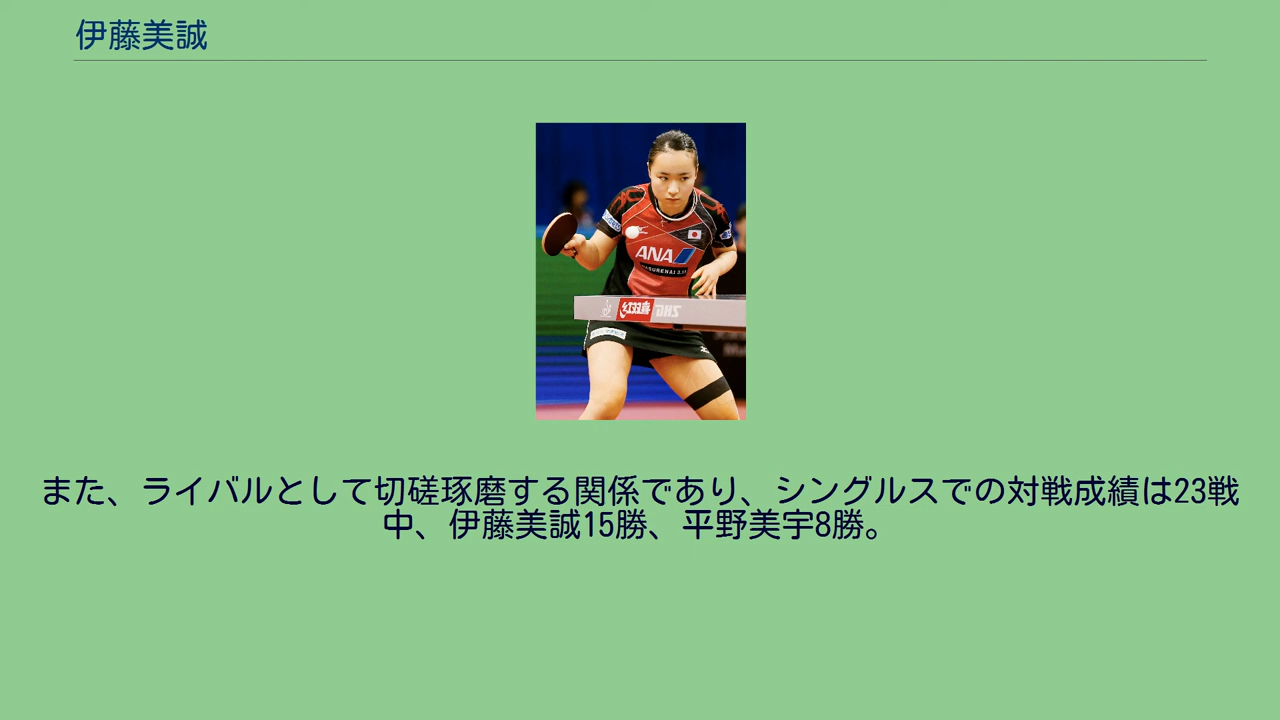 伊藤美誠
ANA
紅双喜 DHS
また、ライバルとして切磋琢磨する関係であり、シングルスでの対戦成績は23戦
中、伊藤美誠15勝、平野美宇8勝。